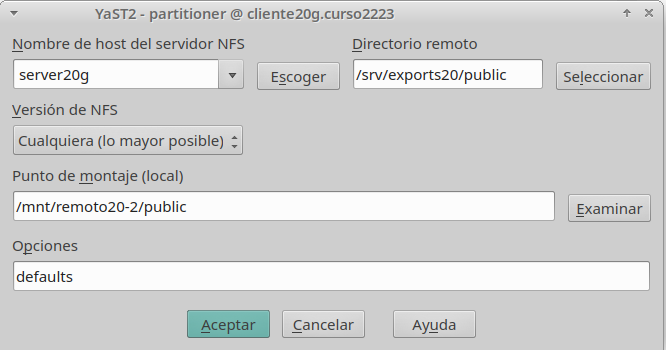 YaST2 - partitioner @ cliente20g.curso2223
Nombre de host del servidor NFS
Directorio remoto
server20g
Escoger
/srv/exports20/public
Seleccionar
Versión de NFS
Cualquiera (lo mayor posible)
Punto de montaje (local)
/mnt/remoto20-2/public
Examinar
Opciones
defaults
Aceptar
Cancelar
Ayuda